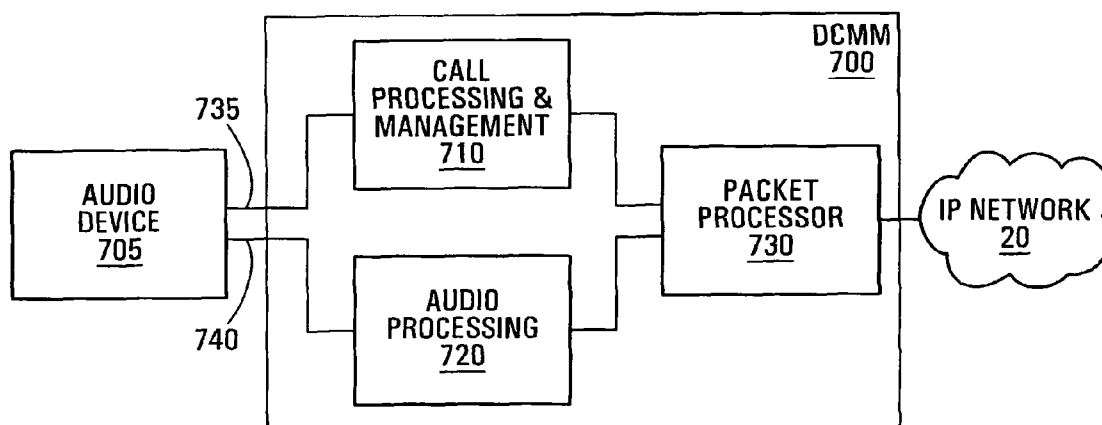 DCMM
700
CALL
PROCESSING &
MANAGEMENT
710
735
AUDIO
DEVICE
705
PACKET
PROCESSOR
730
IP NETWORK
20
740
AUDIO
PROCESSING
720